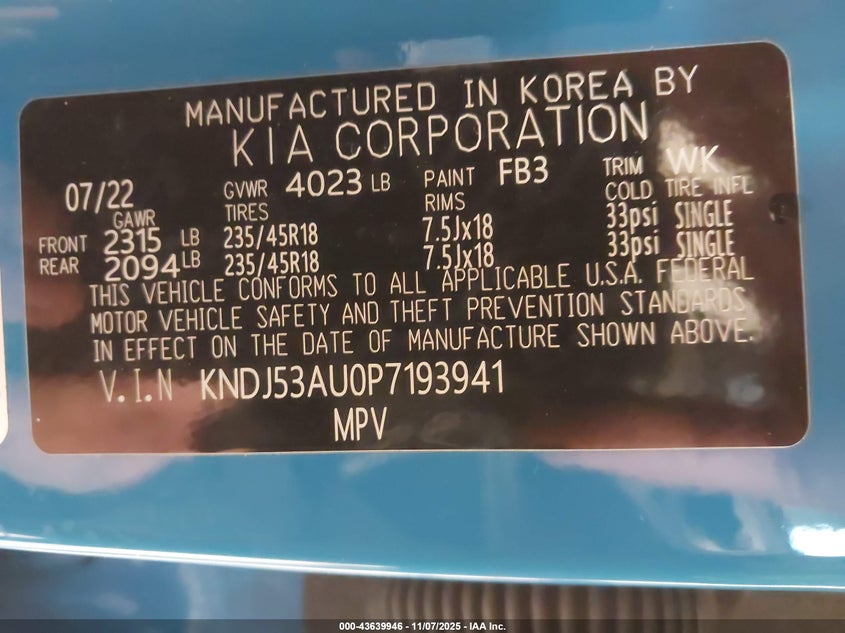 MANUFACTURED IN KOREA BY
KIA CORPORATION
07/22 GVWR 4023 LB PAINT FB3 TRIM WK
GAWR TIRES RIMS COLD TIRE INFL
FRONT 2315 LB 235/45R18 7.5Jx18 33psi SINGLE
REAR 2094 LB 235/45R18 7.5Jx18 33psi SINGLE
THIS VEHICLE CONFORMS TO ALL APPLICABLE U.S.A. FEDERAL
MOTOR VEHICLE SAFETY AND THEFT PREVENTION STANDARDS
IN EFFECT ON THE DATE OF MANUFACTURE SHOWN ABOVE.
V.I.N KNDJ53AU0P7193941
MPV
000-43639946 - 11/07/2025 - IAA Inc.